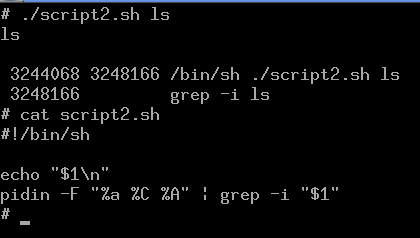 # ./script2.sh ls
ls

 3244068 3248166 /bin/sh ./script2.sh ls
 3248166         grep -i ls
# cat script2.sh
#!/bin/sh

echo "$1\n"
pidin -F "%a %C %A" | grep -i "$1"
# _